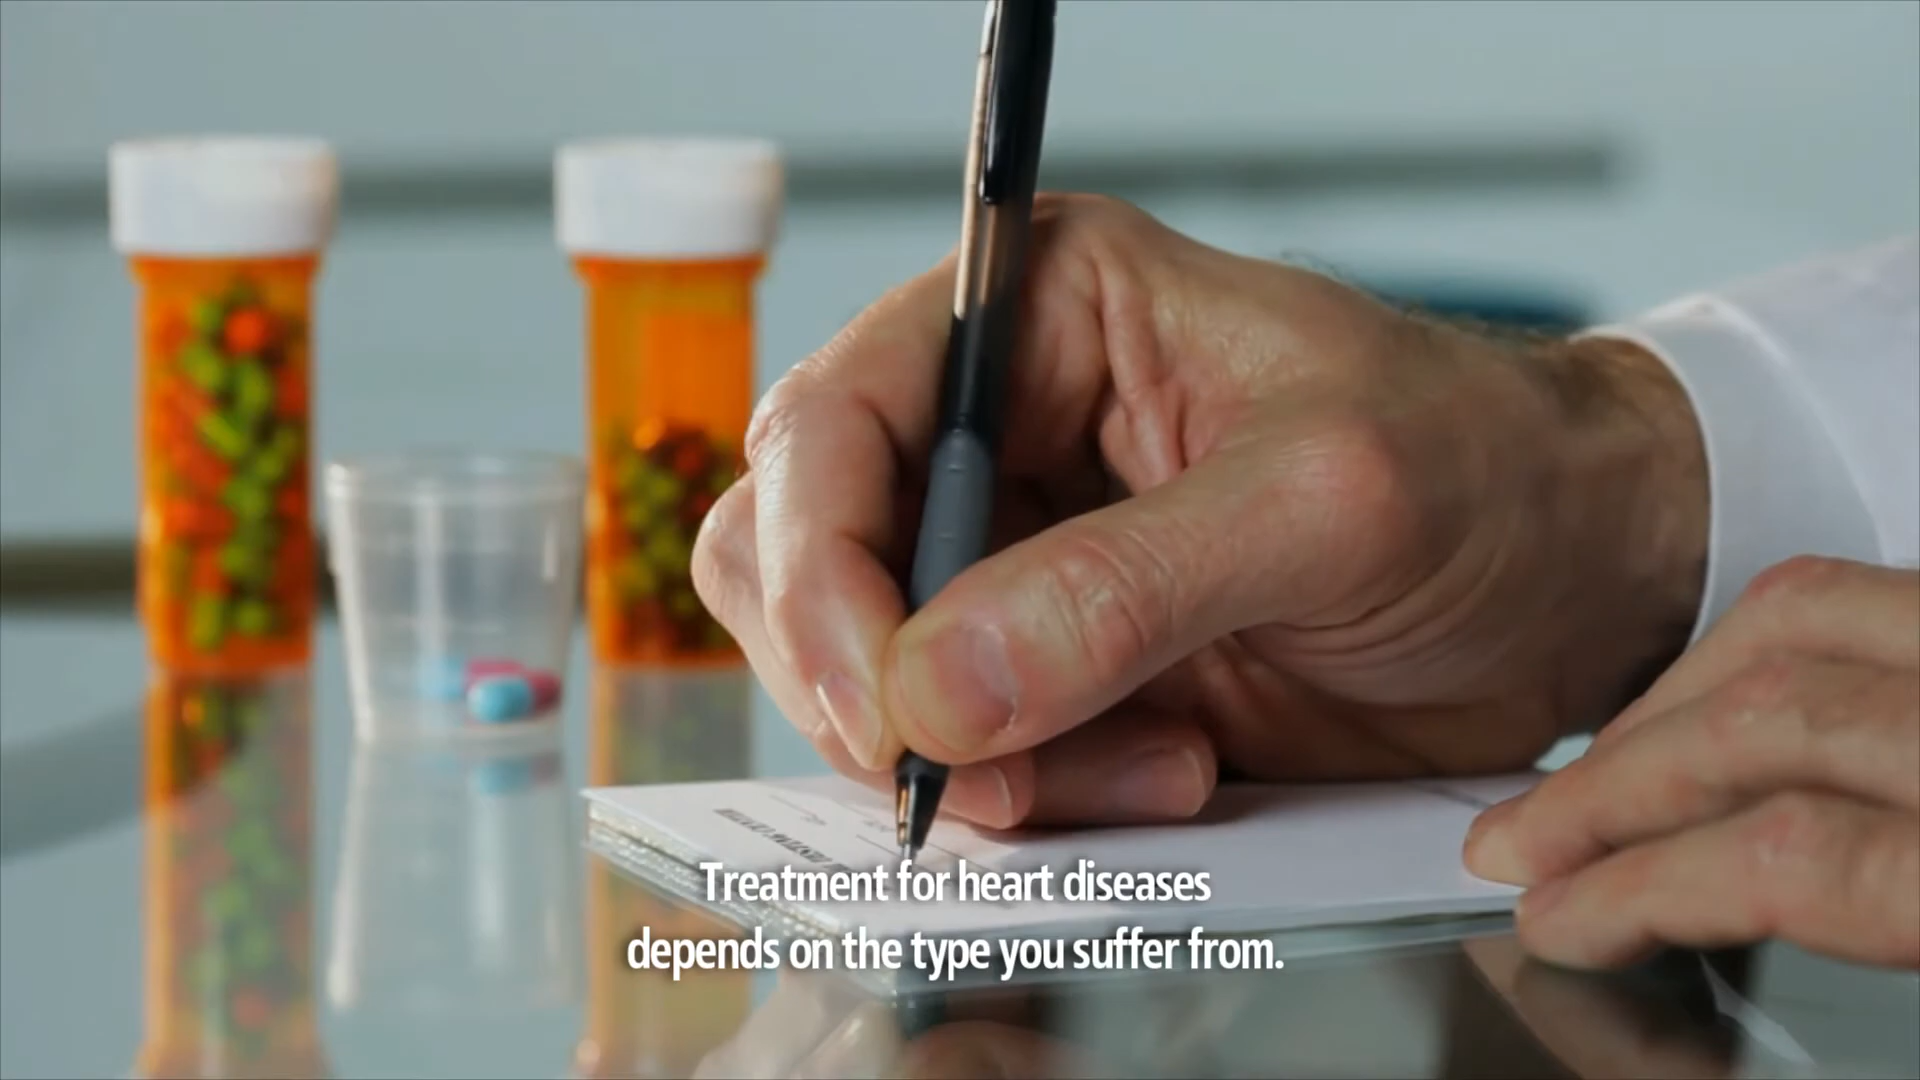 Treatment for heart diseases
depends on the type you suffer from.